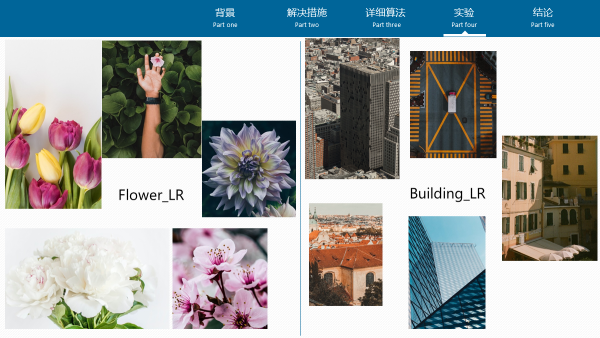 背景
Part one
解决措施
Part two
详细算法
Part three
实验
Part four
结论
Part five
Flower_LR
Building_LR